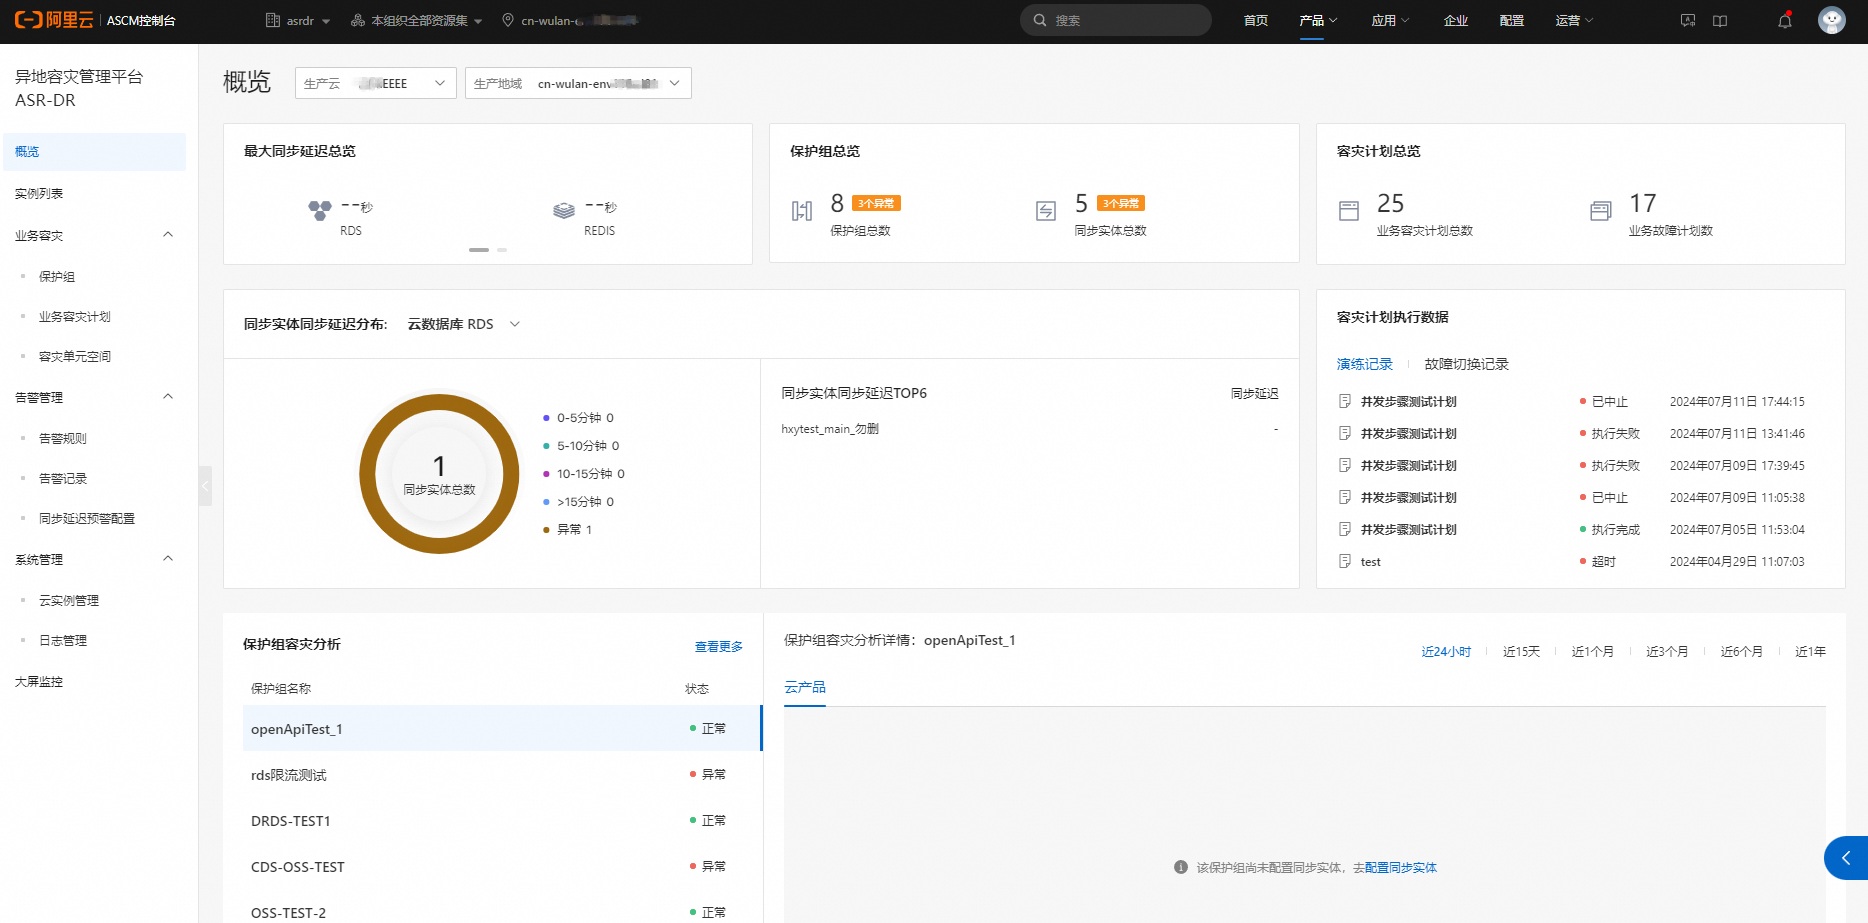 阿里云 ASCM控制台 asrdr 本组织全部资源集 cn-wulan- 搜索 首页 产品 应用 企业 配置 运营
异地容灾管理平台
ASR-DR
概览
实例列表
业务容灾
保护组
业务容灾计划
容灾单元空间
告警管理
告警规则
告警记录
同步延迟预警配置
系统管理
云实例管理
日志管理
大屏监控
概览 生产云 EEEE 生产地域 cn-wulan-env
最大同步延迟总览
--秒
RDS
--秒
REDIS
保护组总览
8 3个异常
保护组总数
5 3个异常
同步实体总数
容灾计划总览
25
业务容灾计划总数
17
业务故障计划数
同步实体同步延迟分布: 云数据库 RDS
1
同步实体总数
0-5分钟 0
5-10分钟 0
10-15分钟 0
>15分钟 0
异常 1
同步实体同步延迟TOP6 同步延迟
hxytest_main_勿删 -
容灾计划执行数据
演练记录 故障切换记录
并发步骤测试计划 已中止 2024年07月11日 17:44:15
并发步骤测试计划 执行失败 2024年07月11日 13:41:46
并发步骤测试计划 执行失败 2024年07月09日 17:39:45
并发步骤测试计划 已中止 2024年07月09日 11:05:38
并发步骤测试计划 执行完成 2024年07月05日 11:53:04
test 超时 2024年04月29日 11:07:03
保护组容灾分析 查看更多
保护组名称 状态
openApiTest_1 正常
rds限流测试 异常
DRDS-TEST1 正常
CDS-OSS-TEST 异常
OSS-TEST-2 正常
保护组容灾分析详情：openApiTest_1
近24小时 近15天 近1个月 近3个月 近6个月 近1年
云产品
该保护组尚未配置同步实体，去配置同步实体